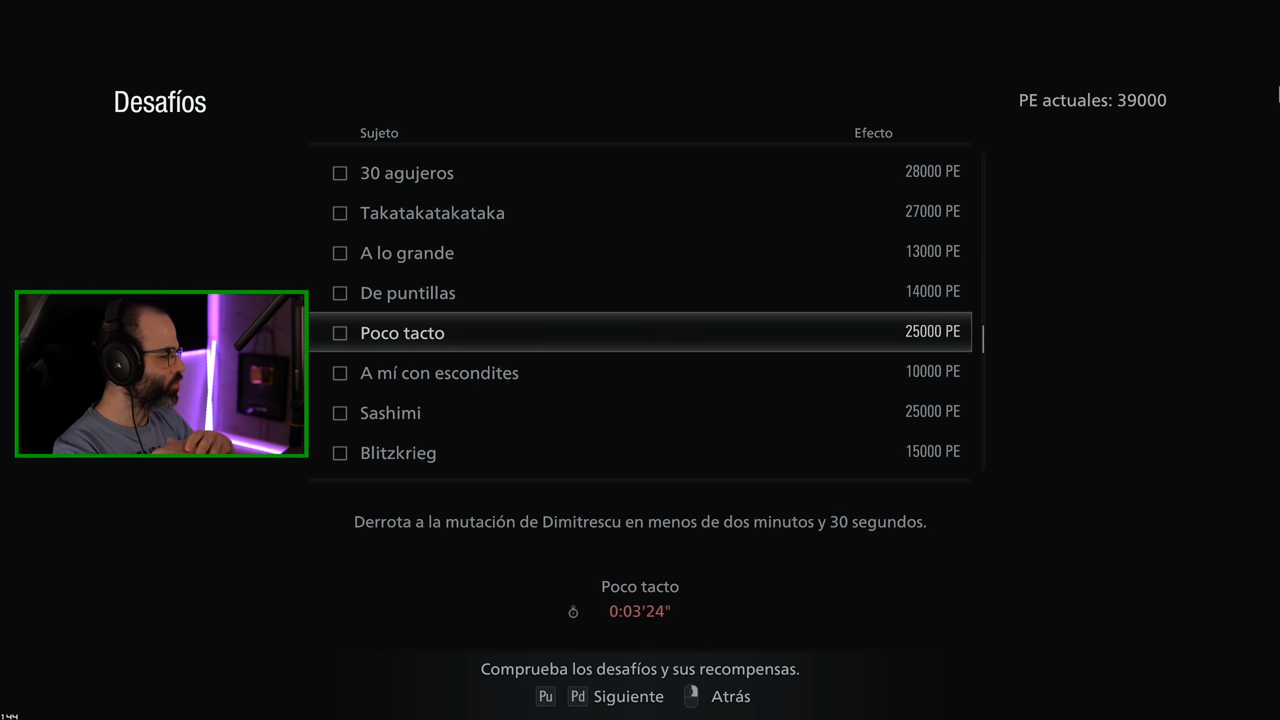 Desafíos
PE actuales: 39000
Sujeto Efecto
30 agujeros 28000 PE
Takatakatakataka 27000 PE
A lo grande 13000 PE
De puntillas 14000 PE
Poco tacto 25000 PE
A mí con escondites 10000 PE
Sashimi 25000 PE
Blitzkrieg 15000 PE
Derrota a la mutación de Dimitrescu en menos de dos minutos y 30 segundos.
Poco tacto
0:03'24"
Comprueba los desafíos y sus recompensas.
Pu Pd Siguiente Atrás